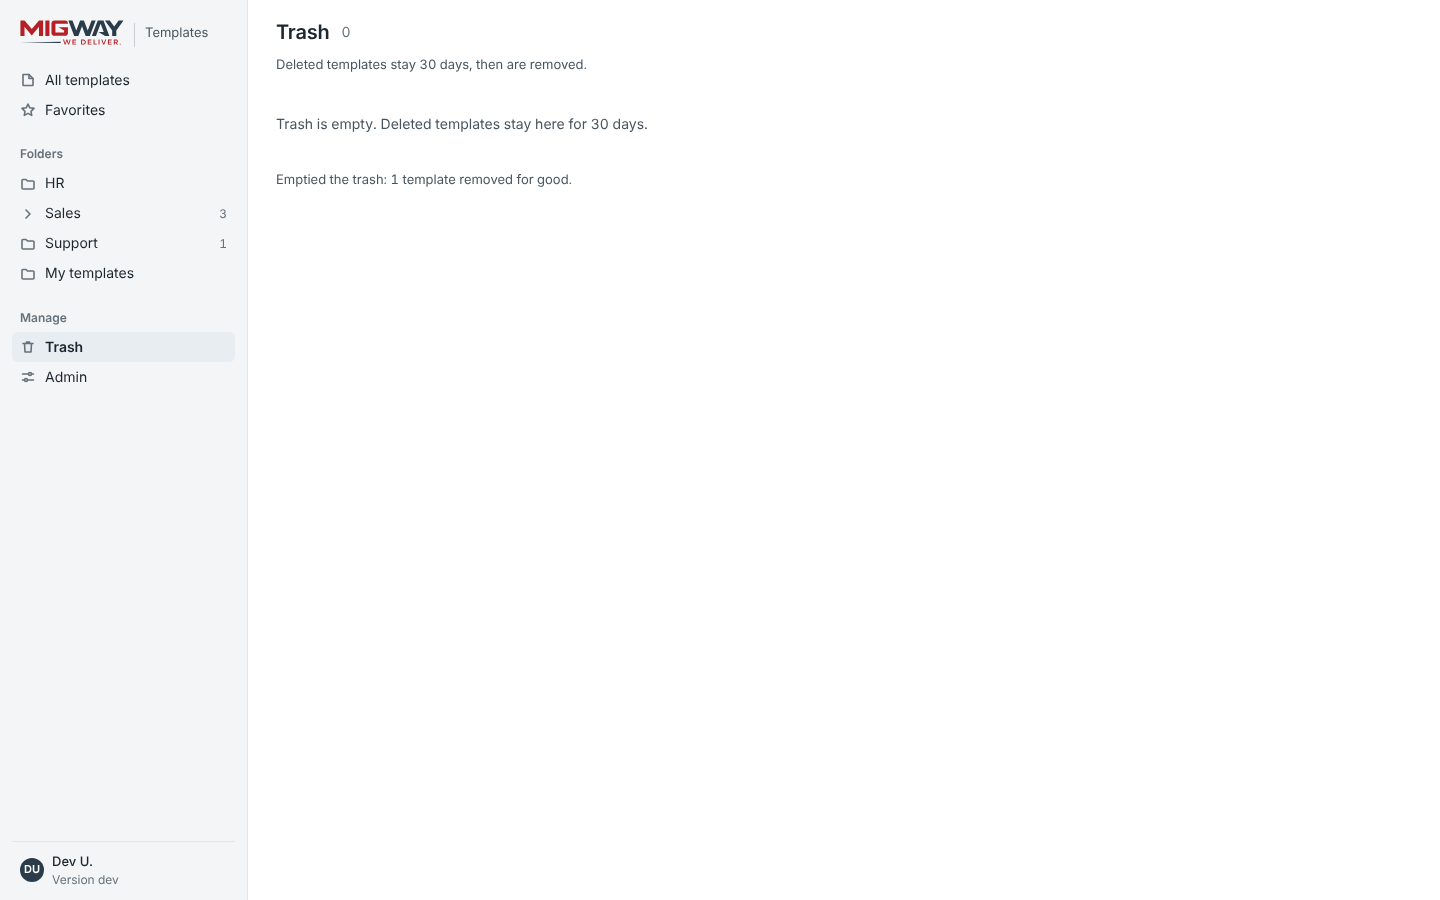 MIGWAY
WE DELIVER.
Templates
All templates
Favorites
Folders
HR
Sales 3
Support 1
My templates
Manage
Trash
Admin
DU
Dev U.
Version dev
Trash 0
Deleted templates stay 30 days, then are removed.
Trash is empty. Deleted templates stay here for 30 days.
Emptied the trash: 1 template removed for good.